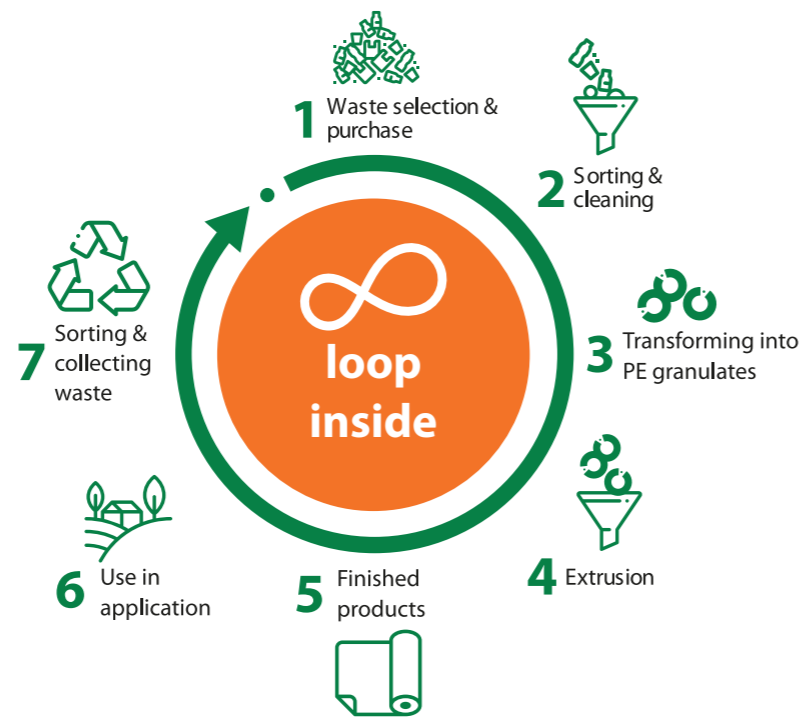 1 Waste selection &
purchase
2 Sorting &
cleaning
3 Transforming into
PE granulates
4 Extrusion
5 Finished
products
6 Use in
application
7 Sorting &
collecting
waste
loop
inside